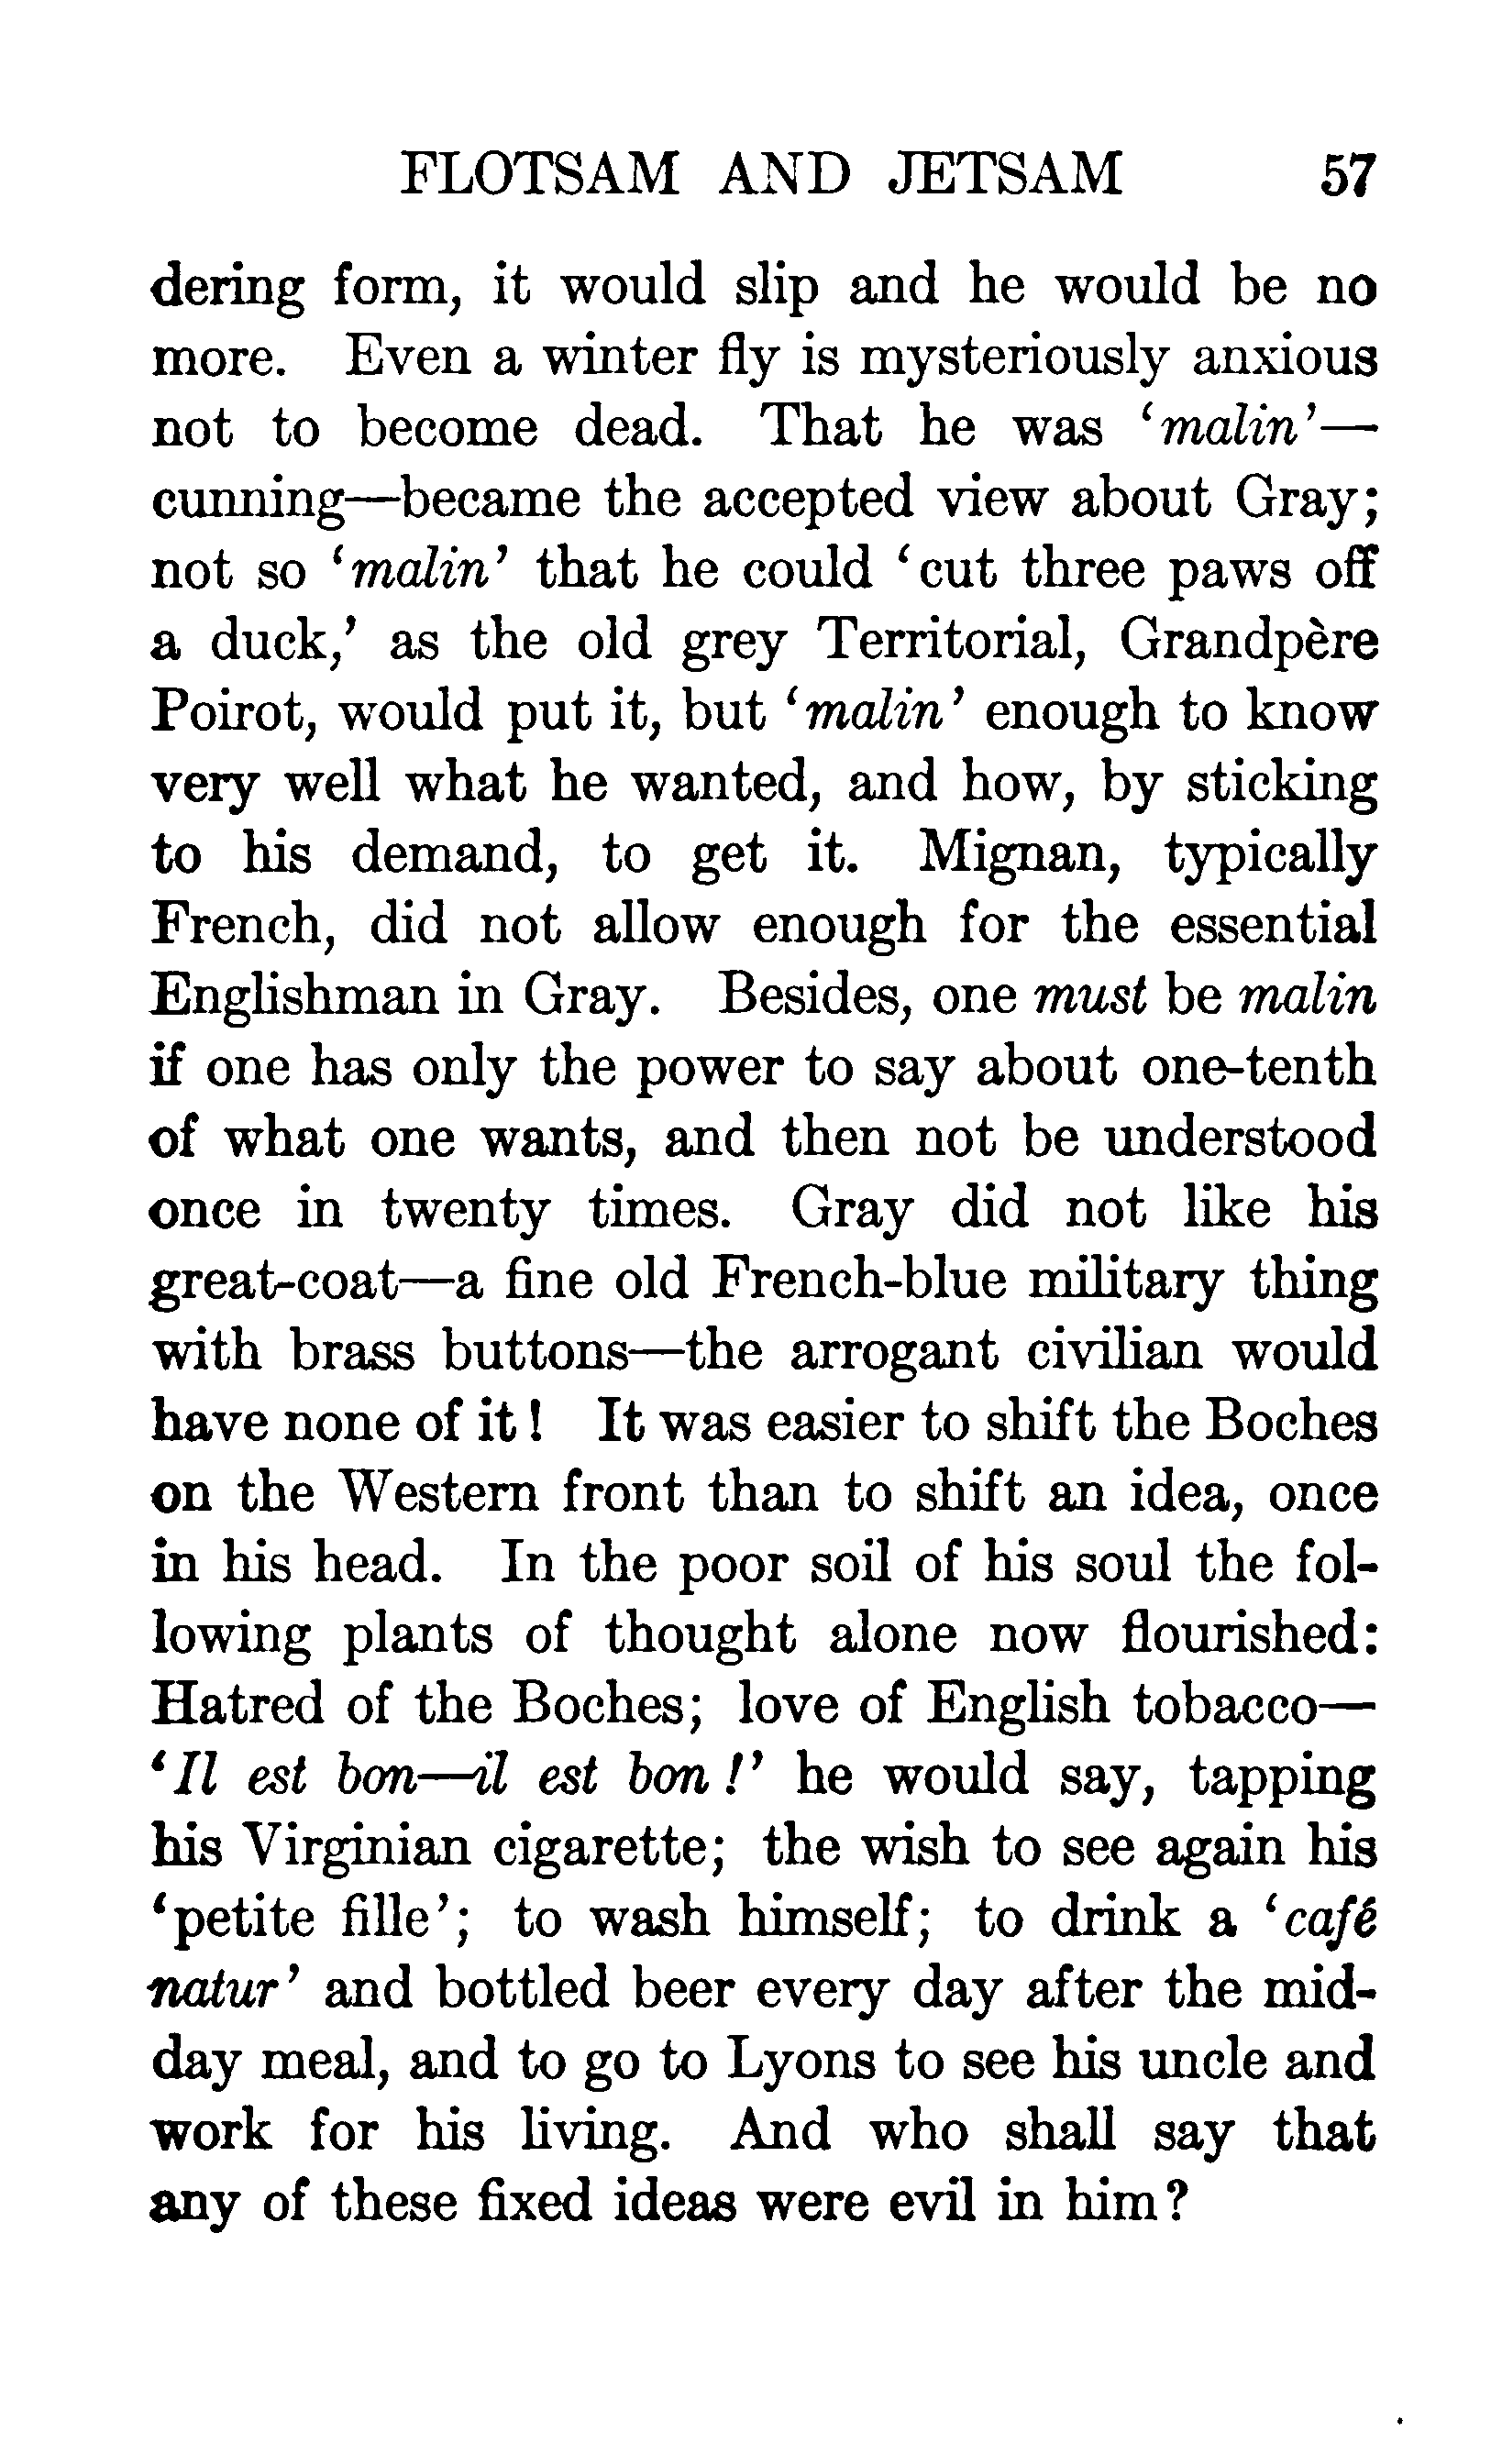 FLOTSAM AND JETSAM 57
dering form, it would slip and he would be no
more. Even a winter fly is mysteriously anxious
not to become dead. That he was ‘malin’—
cunning—became the accepted view about Gray;
not so ‘malin’ that he could ‘cut three paws off
a duck,’ as the old grey Territorial, Grandpère
Poirot, would put it, but ‘malin’ enough to know
very well what he wanted, and how, by sticking
to his demand, to get it. Mignan, typically
French, did not allow enough for the essential
Englishman in Gray. Besides, one must be malin
if one has only the power to say about one-tenth
of what one wants, and then not be understood
once in twenty times. Gray did not like his
great-coat—a fine old French-blue military thing
with brass buttons—the arrogant civilian would
have none of it! It was easier to shift the Boches
on the Western front than to shift an idea, once
in his head. In the poor soil of his soul the fol-
lowing plants of thought alone now flourished:
Hatred of the Boches; love of English tobacco—
‘Il est bon—il est bon!’ he would say, tapping
his Virginian cigarette; the wish to see again his
‘petite fille’; to wash himself; to drink a ‘café
natur’ and bottled beer every day after the mid-
day meal, and to go to Lyons to see his uncle and
work for his living. And who shall say that
any of these fixed ideas were evil in him?